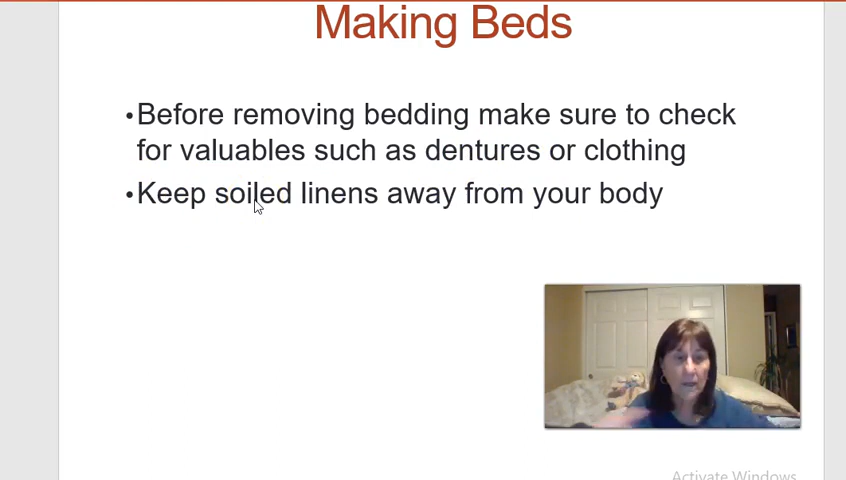 Making Beds
•Before removing bedding make sure to check
for valuables such as dentures or clothing
•Keep soiled linens away from your body
Activate Windows